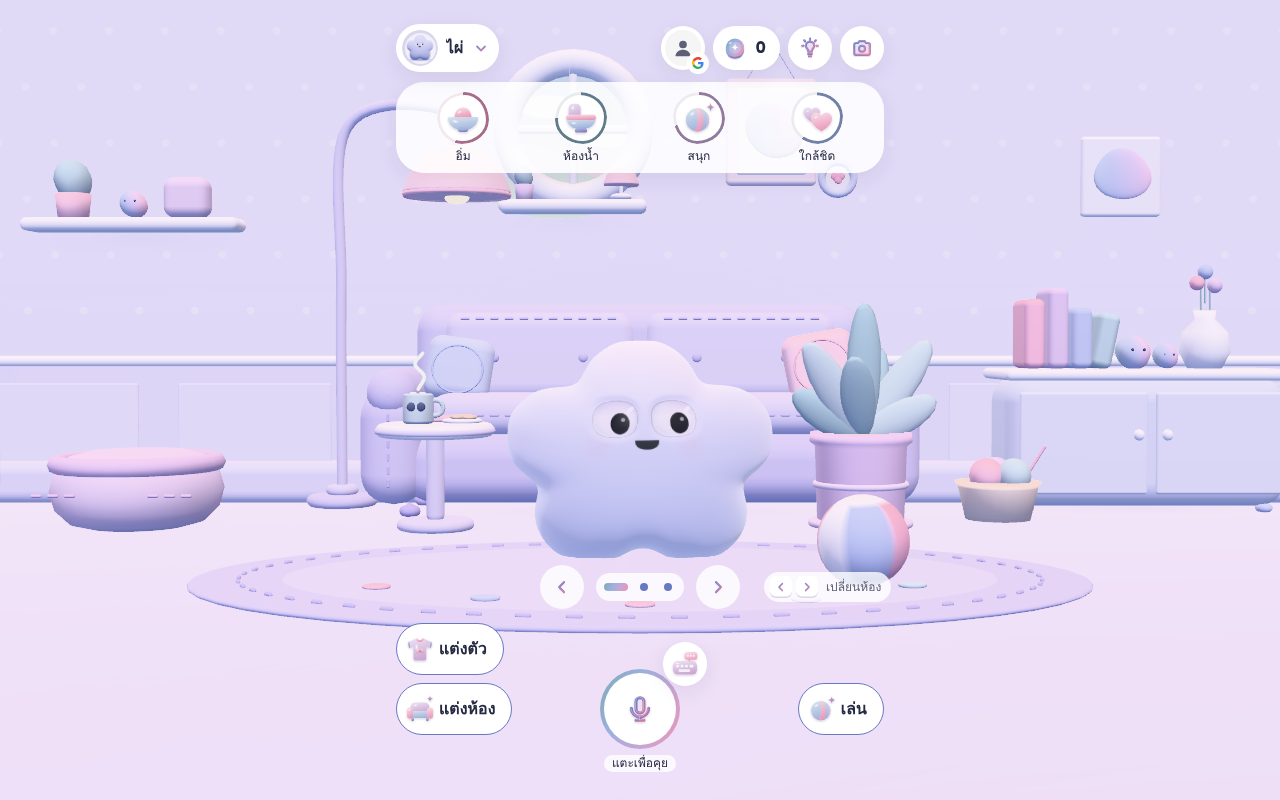 ไผ่
0
อิ่ม
ห้องน้ำ
สนุก
ใกล้ชิด
เปลี่ยนห้อง
แต่งตัว
แต่งห้อง
เล่น
แตะเพื่อคุย